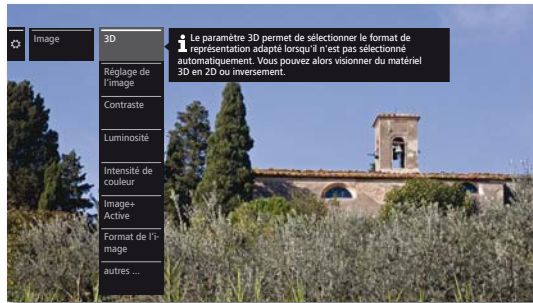 Image
3D
Le paramètre 3D permet de sélectionner le format de
représentation adapté lorsqu'il n'est pas sélectionné
automatiquement. Vous pouvez alors visionner du matériel
3D en 2D ou inversement.
Réglage de
l'image
Contraste
Luminosité
Intensité de
couleur
Image+
Active
Format de l'i-
mage
autres ...